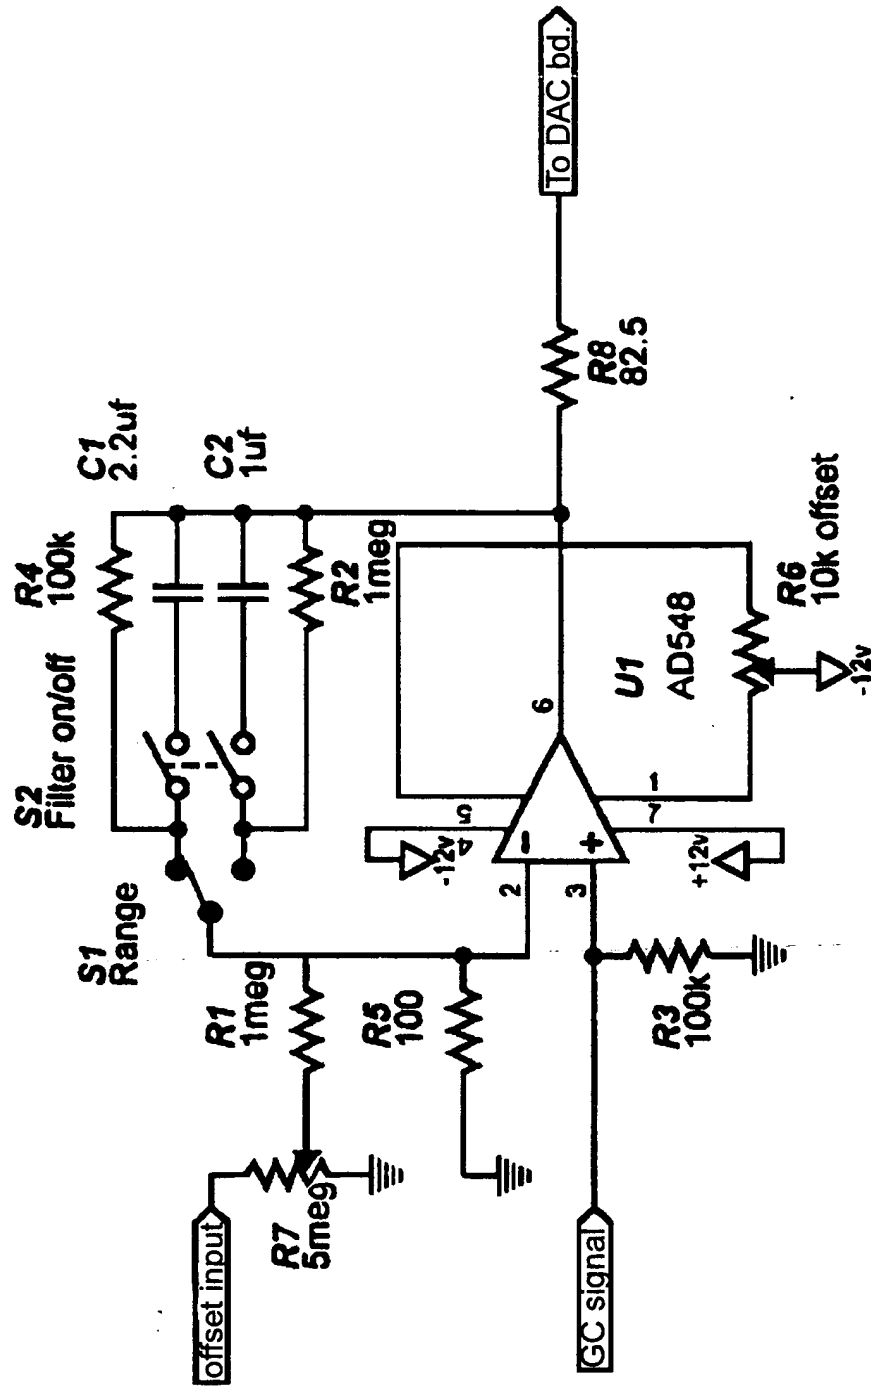 R4
100k
C1
2.2uf
S2
Filter on/off
C2
1uf
S1
Range
R2
1meg
R1
1meg
offset input
R7
5meg
R5
100
To DAC bd.
R8
82.5
-12v
4
5
2
-
6
U1
AD548
3
+
1
7
+12v
GC signal
R3
100k
R6
10k offset
-12v